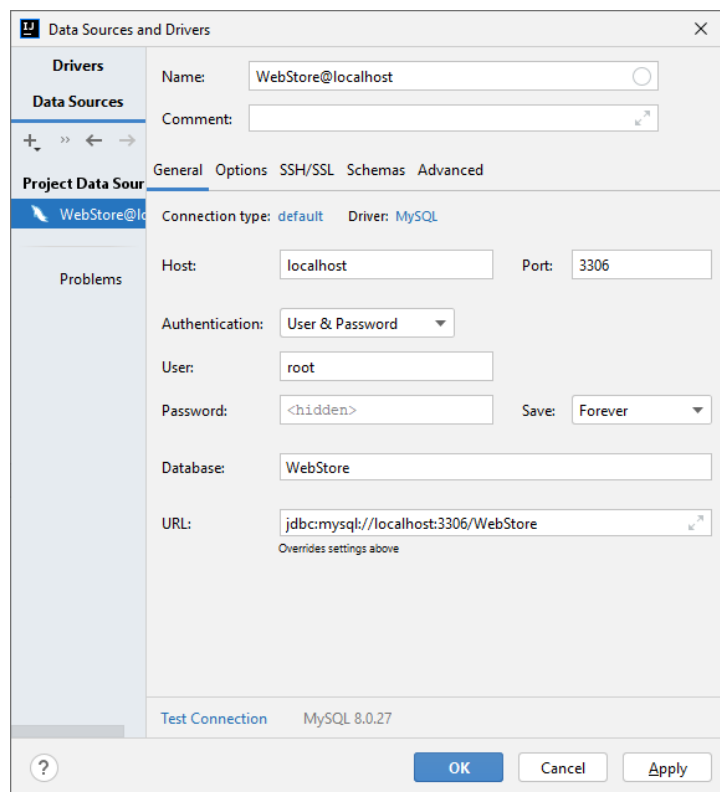 Data Sources and Drivers
Drivers
Data Sources
Project Data Sour
WebStore@lo
Problems
Name: WebStore@localhost
Comment:
General Options SSH/SSL Schemas Advanced
Connection type: default Driver: MySQL
Host: localhost Port: 3306
Authentication: User & Password
User: root
Password: <hidden> Save: Forever
Database: WebStore
URL: jdbc:mysql://localhost:3306/WebStore
Overrides settings above
Test Connection MySQL 8.0.27
? OK Cancel Apply